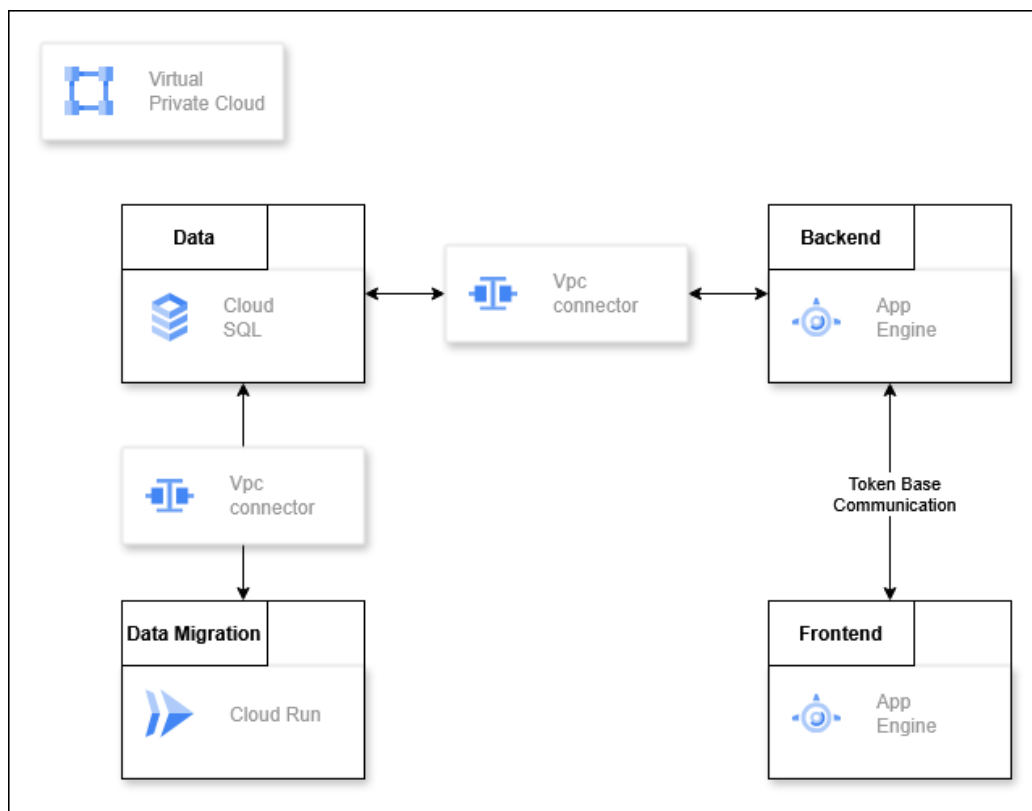 Virtual
Private Cloud
Data
Cloud
SQL
Vpc
connector
Backend
App
Engine
Vpc
connector
Token Base
Communication
Data Migration
Cloud Run
Frontend
App
Engine